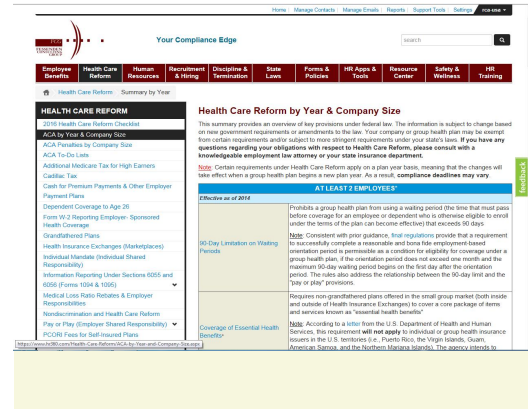 Home | Manage Contacts | Manage Emails | Reports | Support Tools | Settings
FCG-USE
FCG
FESSENDEN
CONSULTING
GROUP
Your Compliance Edge
search
Employee Benefits
Health Care Reform
Human Resources
Recruitment & Hiring
Discipline & Termination
State Laws
Forms & Policies
HR Apps & Tools
Resource Center
Safety & Wellness
HR Training
Health Care Reform Summary by Year
HEALTH CARE REFORM
2016 Health Care Reform Checklist
ACA by Year & Company Size
ACA Penalties by Company Size
ACA To-Do Lists
Additional Medicare Tax for High Earners
Cadillac Tax
Cash for Premium Payments & Other Employer
Payment Plans
Dependent Coverage to Age 26
Form W-2 Reporting Employer- Sponsored
Health Coverage
Grandfathered Plans
Health Insurance Exchanges (Marketplaces)
Individual Mandate (Individual Shared
Responsibility)
Information Reporting Under Sections 6055 and
6056 (Forms 1094 & 1095)
Medical Loss Ratio Rebates & Employer
Responsibilities
Nondiscrimination and Health Care Reform
Pay or Play (Employer Shared Responsibility)
PCORI Fees for Self-Insured Plans
https://www.hc90.com/Health-Care-Reform/ACA-by-Year-and-Company-Size.aspx
Health Care Reform by Year & Company Size
This summary provides an overview of key provisions under federal law. The information is subject to change based
on new government requirements or amendments to the law. Your company or group health plan may be exempt
from certain requirements and/or subject to more stringent requirements under your state's laws. If you have any
questions regarding your obligations with respect to Health Care Reform, please consult with a
knowledgeable employment law attorney or your state insurance department.
Note: Certain requirements under Health Care Reform apply on a plan year basis, meaning that the changes will
take effect when a group health plan begins a new plan year. As a result, compliance deadlines may vary.
AT LEAST 2 EMPLOYEES*
Effective as of 2014
90-Day Limitation on Waiting
Periods
Prohibits a group health plan from using a waiting period (the time that must pass
before coverage for an employee or dependent who is otherwise eligible to enroll
under the terms of the plan can become effective) that exceeds 90 days
Note: Consistent with prior guidance, final regulations provide that a requirement
to successfully complete a reasonable and bona fide employment-based
orientation period is permissible as a condition for eligibility for coverage under a
group health plan, if the orientation period does not exceed one month and the
maximum 90-day waiting period begins on the first day after the orientation
period. The rules also address the relationship between the 90-day limit and the
"pay or play" provisions.
Coverage of Essential Health
Benefits*
Requires non-grandfathered plans offered in the small group market (both inside
and outside of Health Insurance Exchanges) to cover a core package of items
and services known as "essential health benefits"
Note: According to a letter from the U.S. Department of Health and Human
Services, this requirement will not apply to individual or group health insurance
issuers in the U.S. territories (i.e., Puerto Rico, the Virgin Islands, Guam,
American Samoa, and the Northern Mariana Islands). The agency intends to
feedback